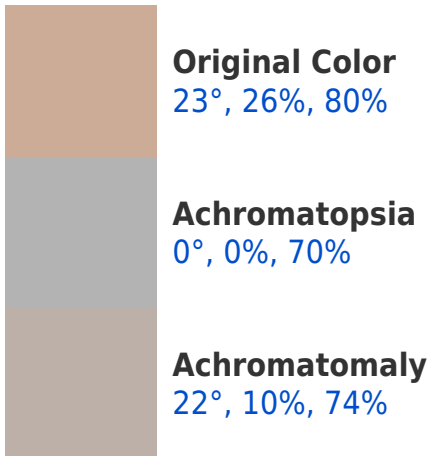 Original Color
23°, 26%, 80%
Achromatopsia
0°, 0%, 70%
Achromatomaly
22°, 10%, 74%